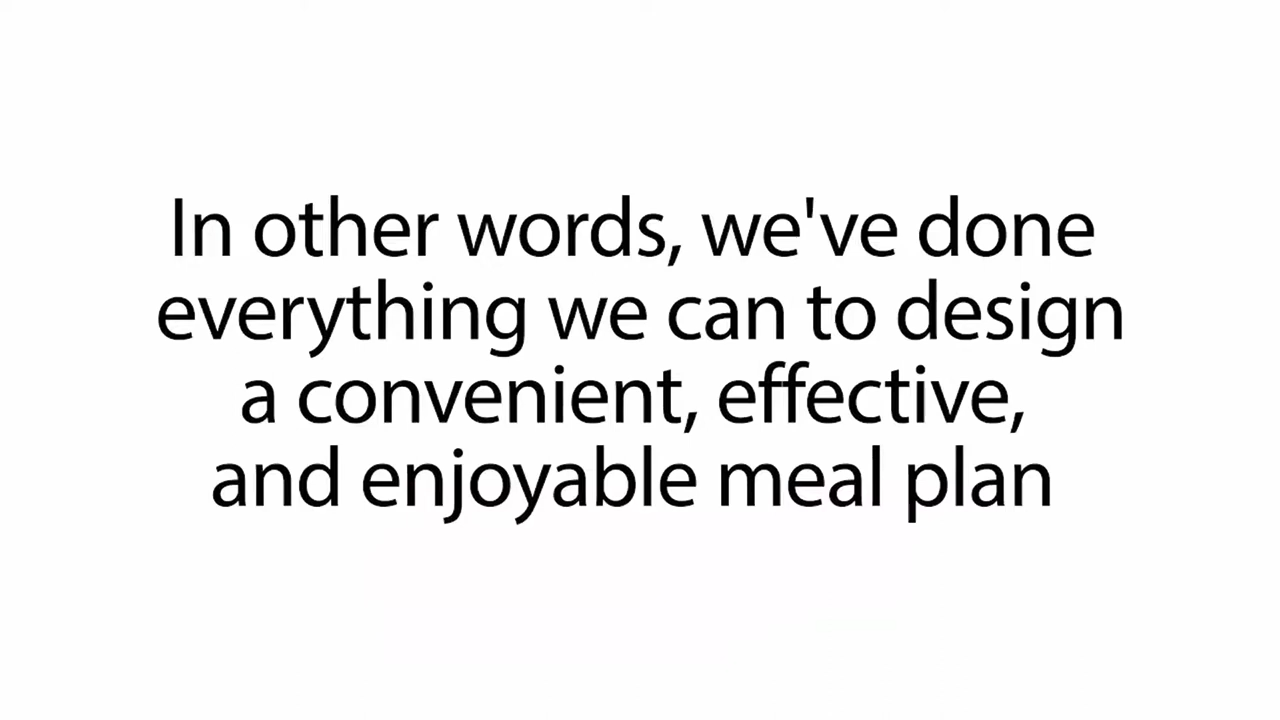 In other words, we've done
everything we can to design
a convenient, effective,
and enjoyable meal plan